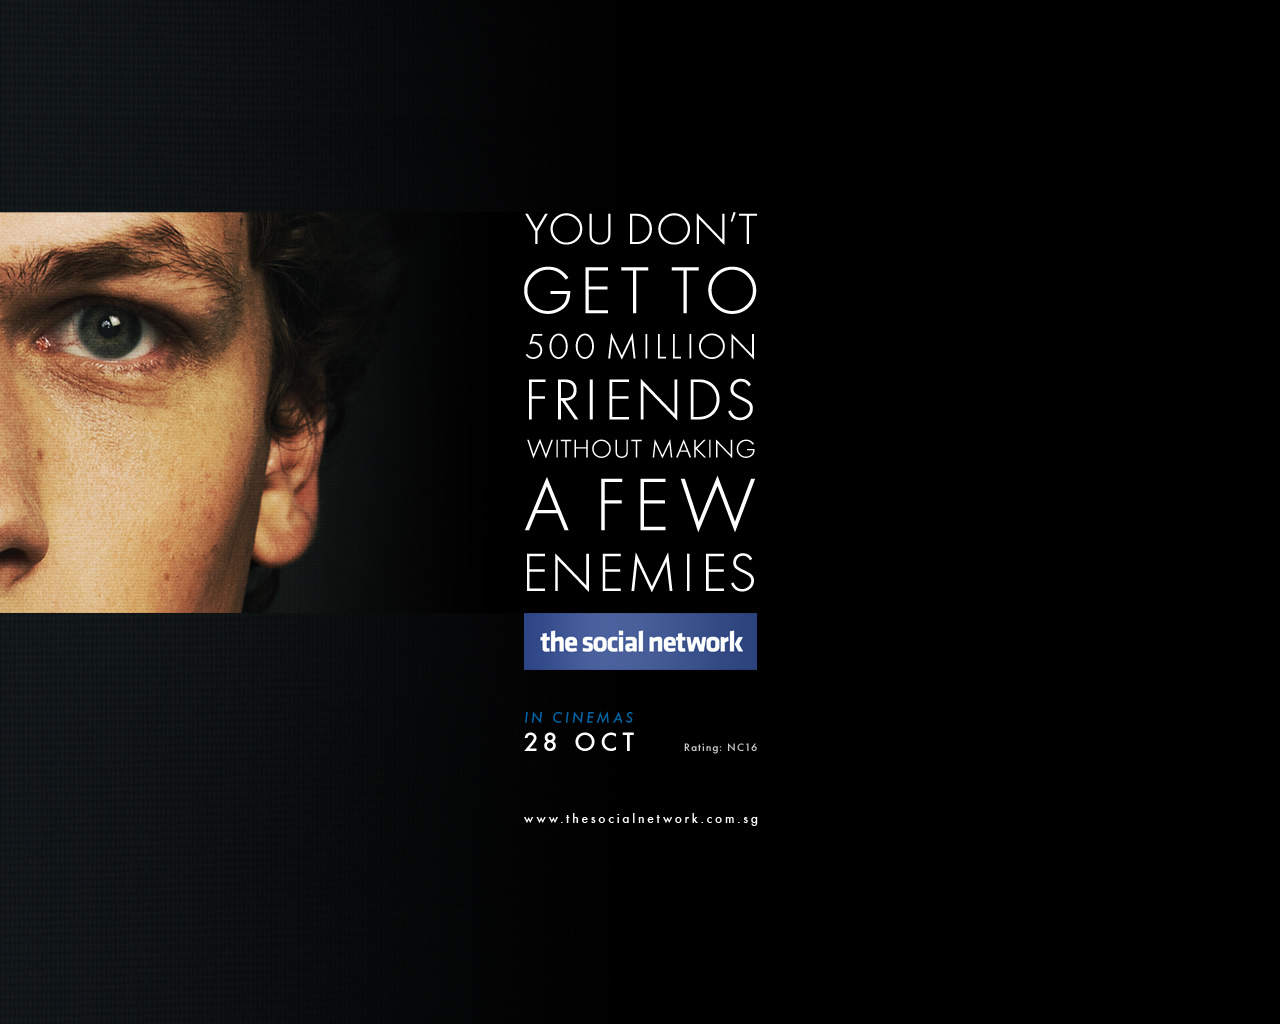 YOU DON'T
GET TO
500 MILLION
FRIENDS
WITHOUT MAKING
A FEW
ENEMIES
the social network
IN CINEMAS
28 OCT
Rating: NC16
www.thesocialnetwork.com.sg